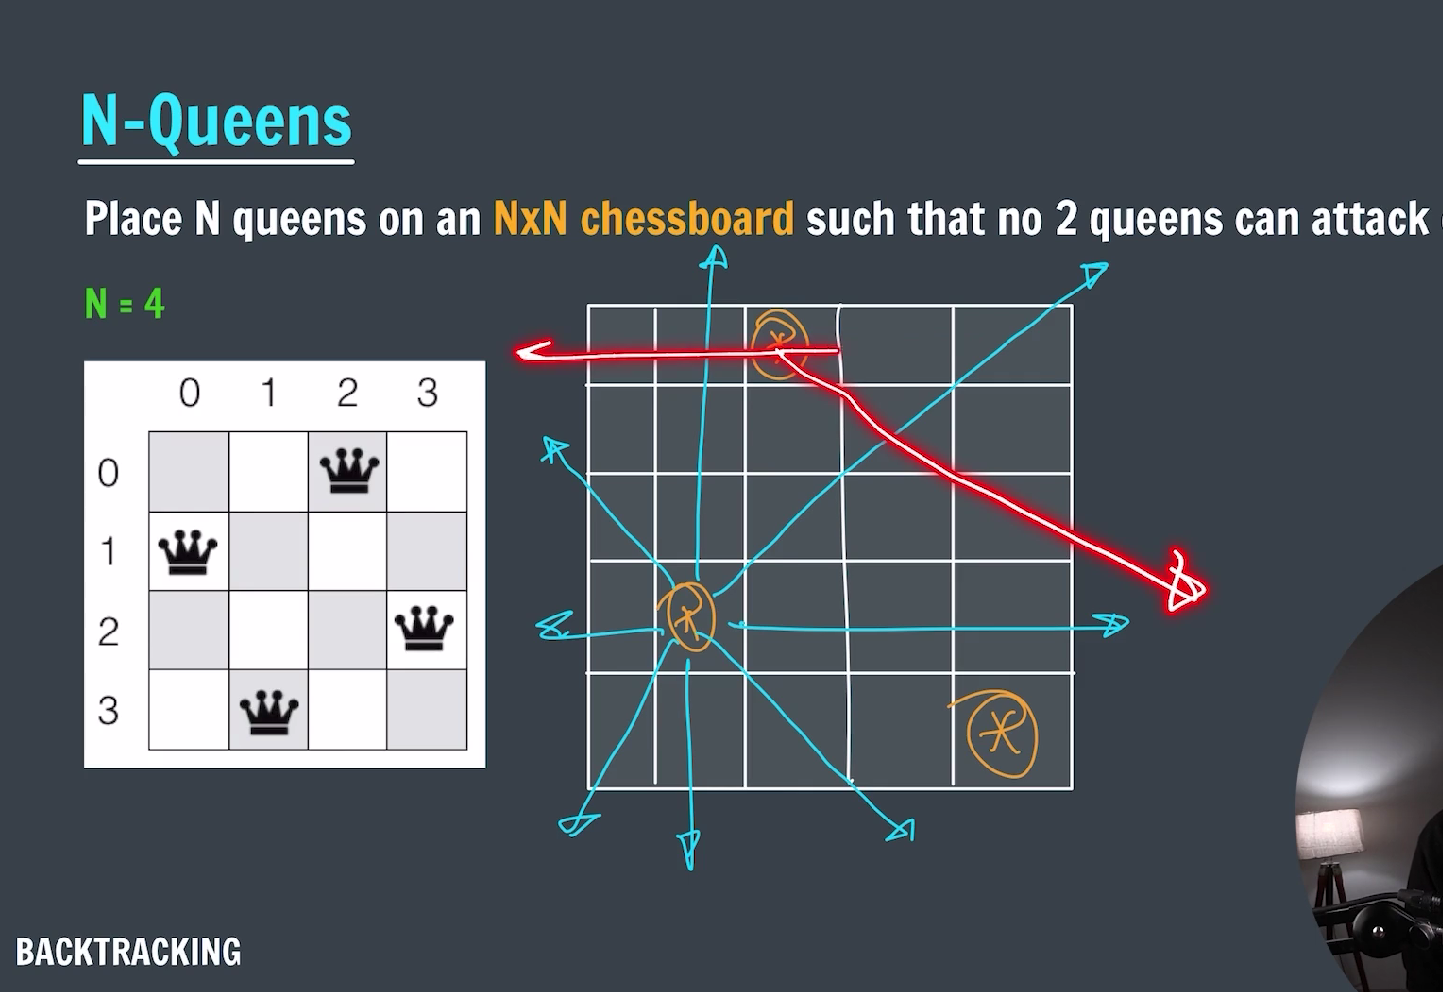 N-Queens
Place N queens on an NxN chessboard such that no 2 queens can attack
N = 4
0 1 2 3
0
1
2
3
BACKTRACKING